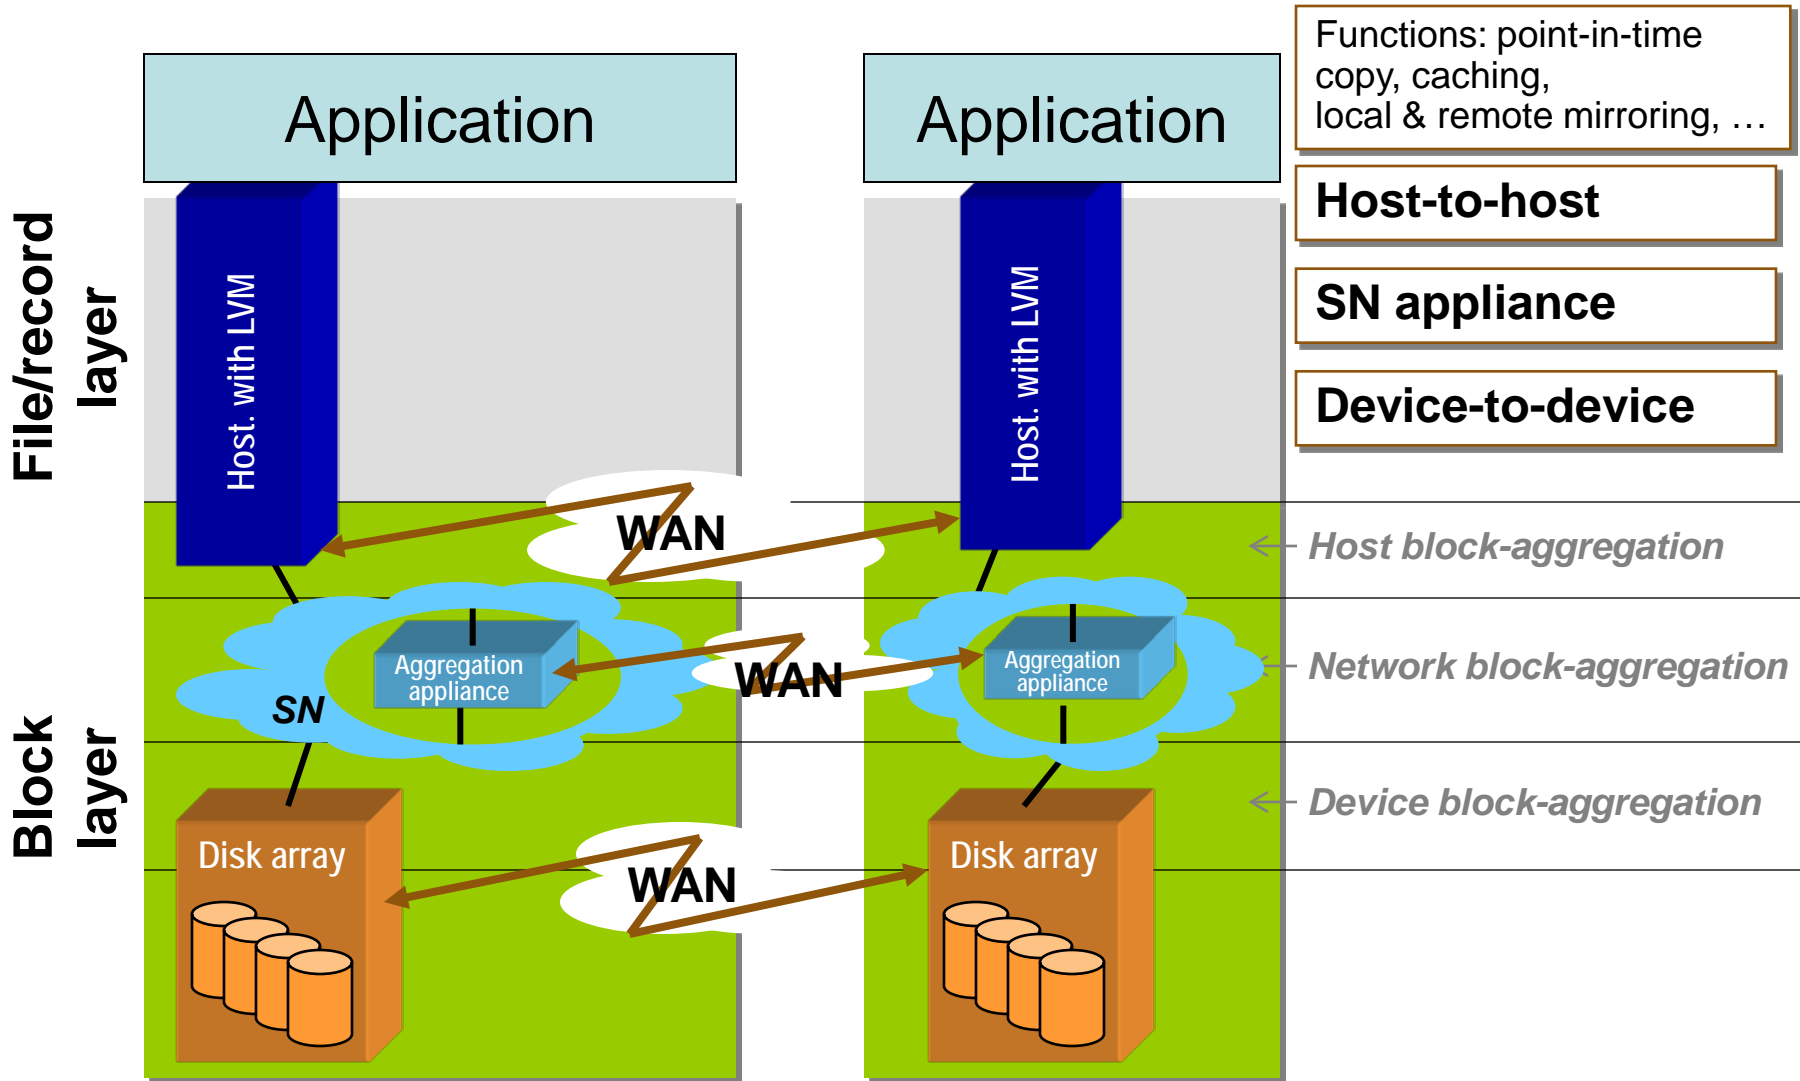 Application
Application
Functions: point-in-time
copy, caching,
local & remote mirroring, …
Host-to-host
SN appliance
Device-to-device
File/record
layer
Host. with LVM
Host. with LVM
WAN
Host block-aggregation
Aggregation
appliance
SN
WAN
Aggregation
appliance
Network block-aggregation
Block
layer
Device block-aggregation
Disk array
WAN
Disk array